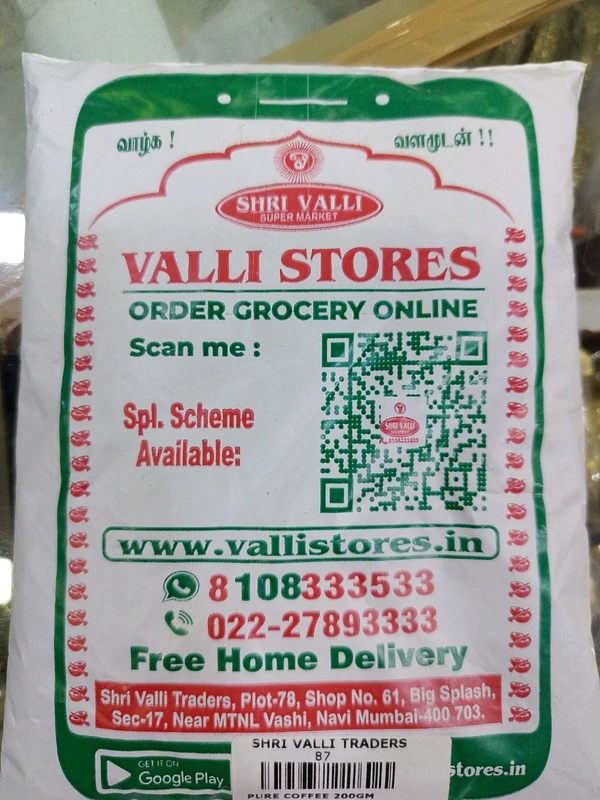 வாழ்க !
வளமுடன் !!
SHRI VALLI
SUPER MARKET
VALLI STORES
ORDER GROCERY ONLINE
Scan me :
Spl. Scheme
Available:
SHRI VALLI
8108333533
www.vallistores.in
8108333533
022-27893333
Free Home Delivery
Shri Valli Traders, Plot-78, Shop No. 61, Big Splash,
Sec-17, Near MTNL Vashi, Navi Mumbai-400 703.
GET IT ON
Google Play
SHRI VALLI TRADERS
87
PURE COFFEE 200GM
stores.in